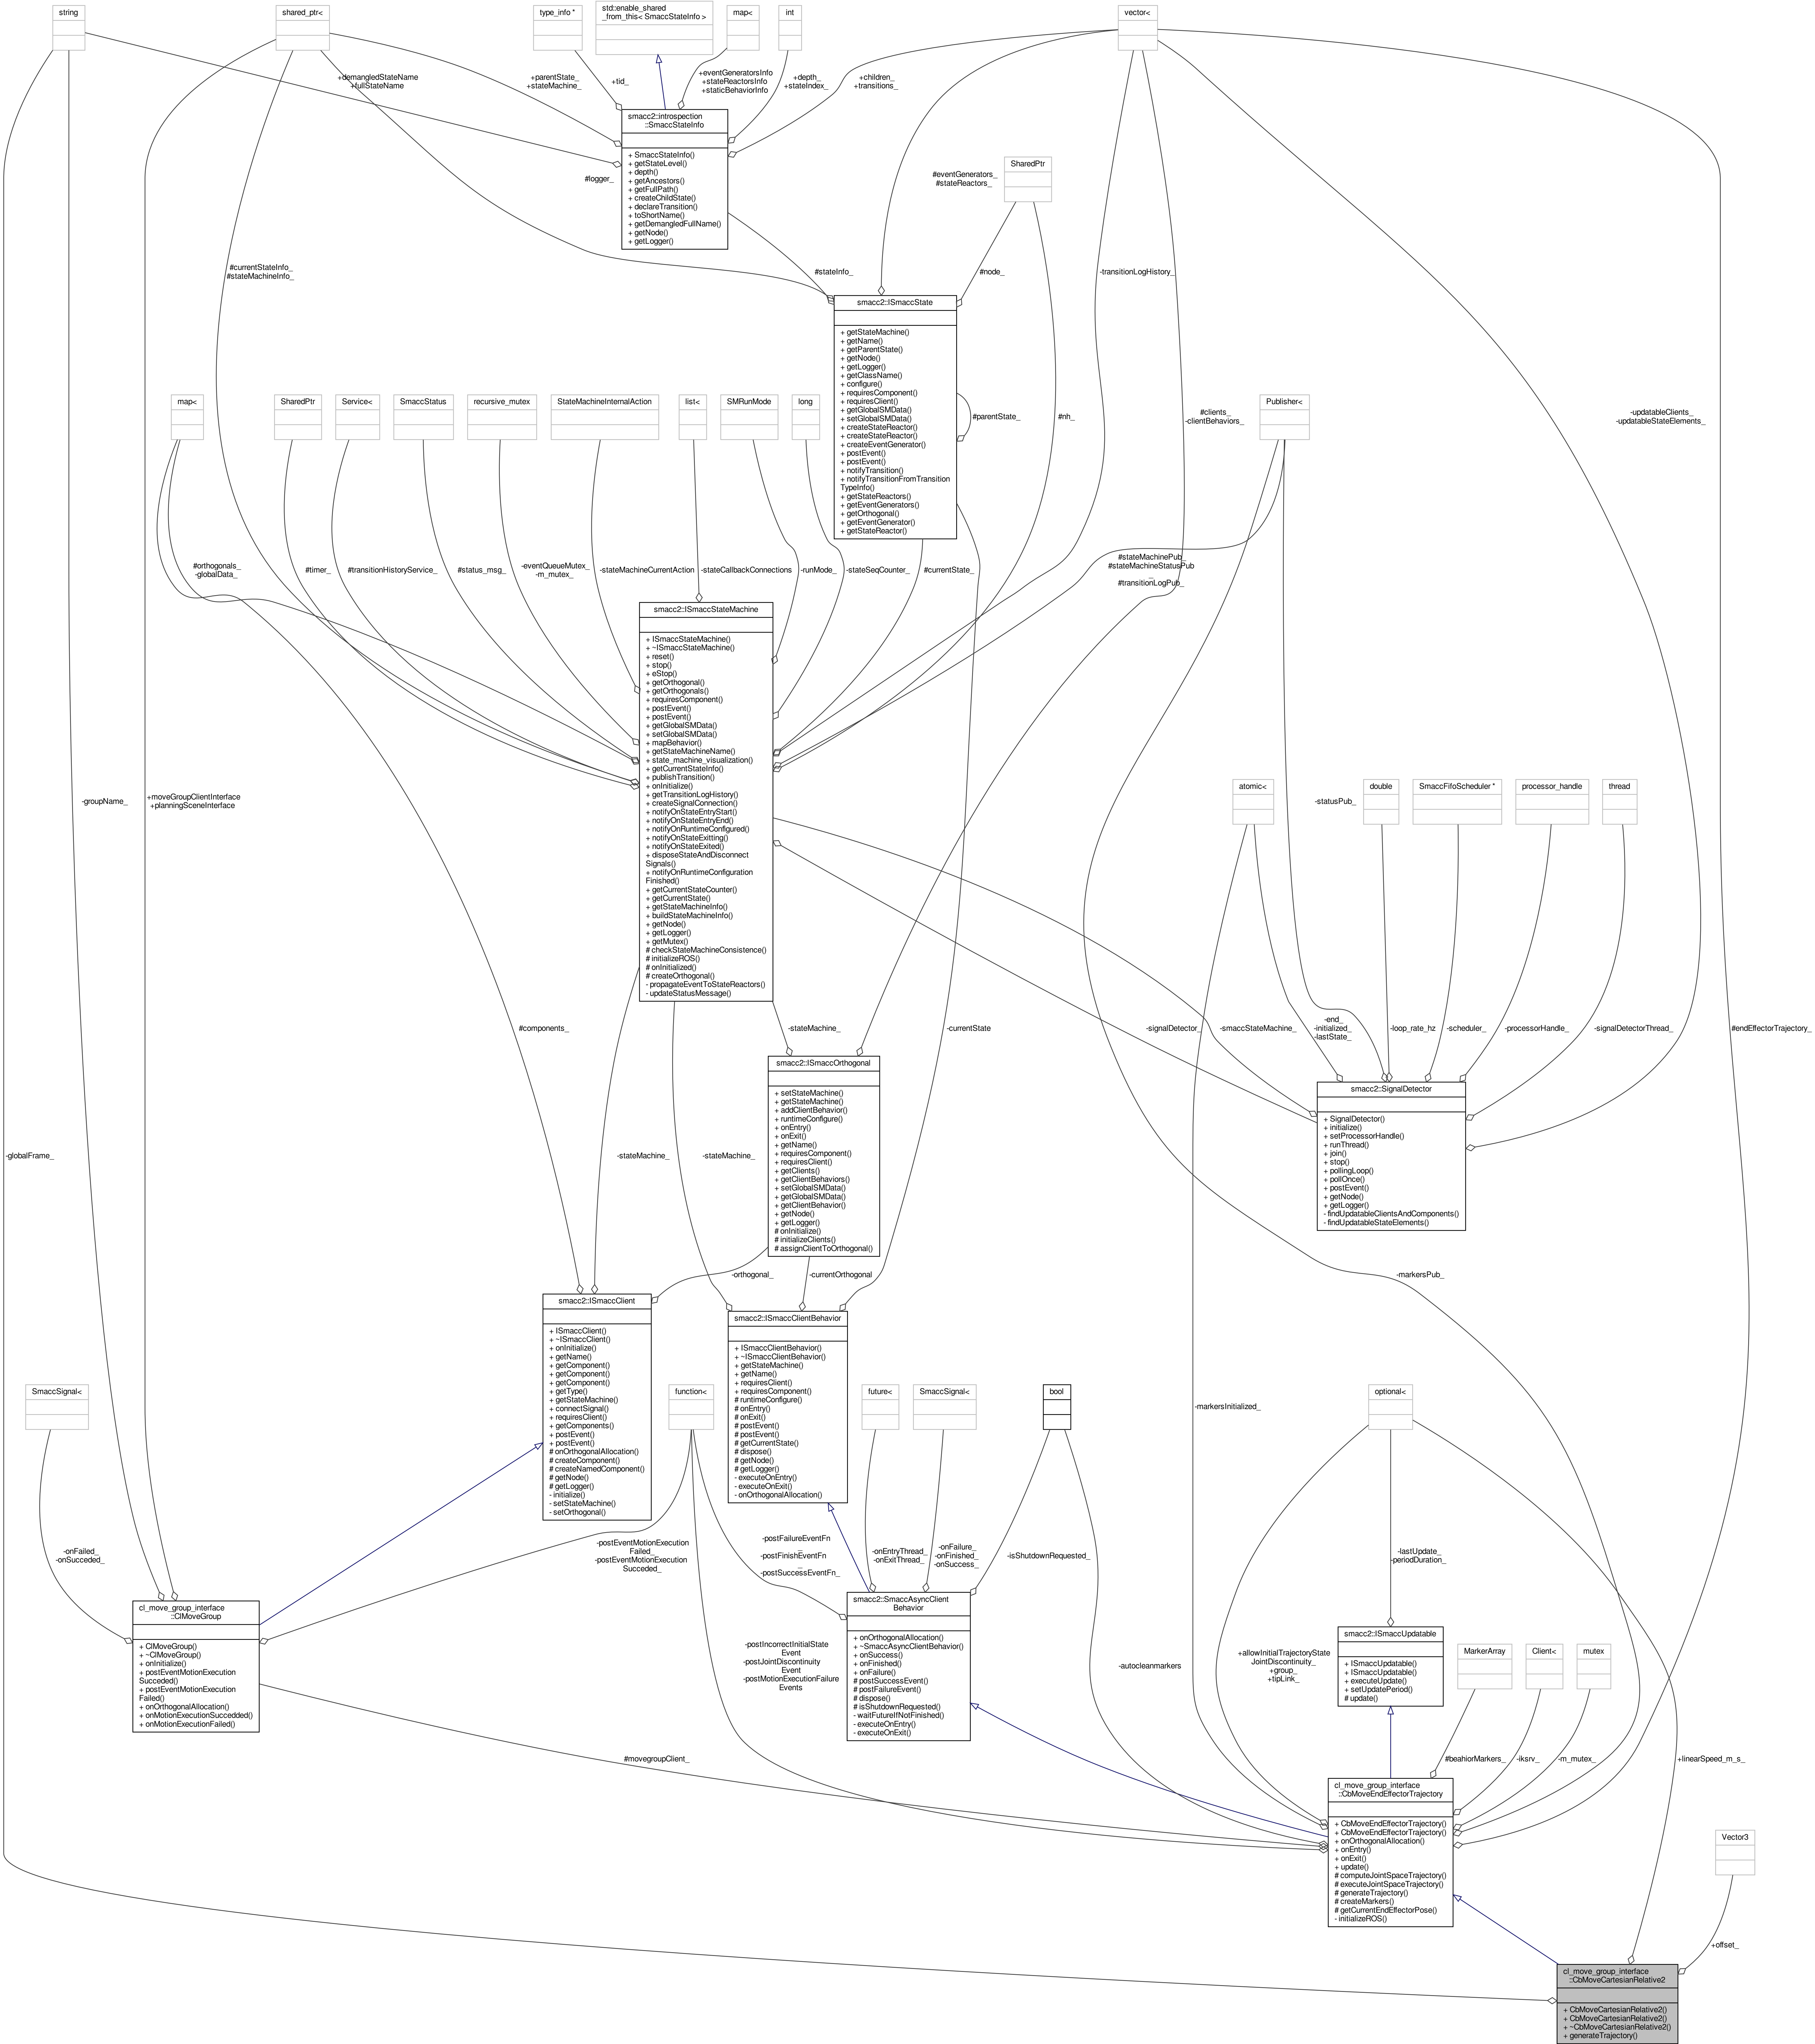 string
shared_ptr<
type_info *
std::enable_shared
_from_this< SmaccStateInfo >
map<
int
vector<
+demangledStateName
+fullStateName
+parentState_
+stateMachine_
+tid_
+eventGeneratorsInfo
+stateReactorsInfo
+staticBehaviorInfo
+depth_
+stateIndex_
+children_
+transitions_
smacc2::introspection
::SmaccStateInfo
+ SmaccStateInfo()
+ getStateLevel()
+ depth()
+ getAncestors()
+ getFullPath()
+ createChildState()
+ declareTransition()
+ toShortName()
+ getDemangledFullName()
+ getNode()
+ getLogger()
#logger_
SharedPtr
#eventGenerators_
#stateReactors_
#currentStateInfo_
#stateMachineInfo_
#stateInfo_
#node_
-transitionLogHistory_
smacc2::ISmaccState
+ getStateMachine()
+ getName()
+ getParentState()
+ getNode()
+ getLogger()
+ getClassName()
+ configure()
+ requiresComponent()
+ requiresClient()
+ getGlobalSMData()
+ setGlobalSMData()
+ createStateReactor()
+ createStateReactor()
+ createEventGenerator()
+ postEvent()
+ postEvent()
+ notifyTransition()
+ notifyTransitionFromTransition
TypeInfo()
+ getStateReactors()
+ getEventGenerators()
+ getOrthogonal()
+ getEventGenerator()
+ getStateReactor()
#parentState_
#nh_
#clients_
-clientBehaviors_
-updatableClients_
-updatableStateElements_
map<
SharedPtr
Service<
SmaccStatus
recursive_mutex
StateMachineInternalAction
list<
SMRunMode
long
Publisher<
#orthogonals_
-globalData_
#timer_
#transitionHistoryService_
#status_msg_
-eventQueueMutex_
-m_mutex_
-stateMachineCurrentAction
-stateCallbackConnections
-runMode_
-stateSeqCounter_
#currentState_
#stateMachinePub_
#stateMachineStatusPub
_
#transitionLogPub_
smacc2::ISmaccStateMachine
+ ISmaccStateMachine()
+ ~ISmaccStateMachine()
+ reset()
+ stop()
+ eStop()
+ getOrthogonal()
+ getOrthogonals()
+ requiresComponent()
+ postEvent()
+ postEvent()
+ getGlobalSMData()
+ setGlobalSMData()
+ mapBehavior()
+ getStateMachineName()
+ state_machine_visualization()
+ getCurrentStateInfo()
+ publishTransition()
+ onInitialize()
+ getTransitionLogHistory()
+ createSignalConnection()
+ notifyOnStateEntryStart()
+ notifyOnStateEntryEnd()
+ notifyOnRuntimeConfigured()
+ notifyOnStateExitting()
+ notifyOnStateExited()
+ disposeStateAndDisconnect
Signals()
+ notifyOnRuntimeConfiguration
Finished()
+ getCurrentStateCounter()
+ getCurrentState()
+ getStateMachineInfo()
+ buildStateMachineInfo()
+ getNode()
+ getLogger()
+ getMutex()
# checkStateMachineConsistence()
# initializeROS()
# onInitialized()
# createOrthogonal()
- propagateEventToStateReactors()
- updateStatusMessage()
-groupName_
+moveGroupClientInterface
+planningSceneInterface
atomic<
double
SmaccFifoScheduler *
processor_handle
thread
-statusPub_
#components_
-stateMachine_
-currentState
-signalDetector_
-smaccStateMachine_
-end_
-initialized_
-lastState_
-loop_rate_hz
-scheduler_
-processorHandle_
-signalDetectorThread_
#endEffectorTrajectory_
smacc2::ISmaccOrthogonal
+ setStateMachine()
+ getStateMachine()
+ addClientBehavior()
+ runtimeConfigure()
+ onEntry()
+ onExit()
+ getName()
+ requiresComponent()
+ requiresClient()
+ getClients()
+ getClientBehaviors()
+ setGlobalSMData()
+ getGlobalSMData()
+ getClientBehavior()
+ getNode()
+ getLogger()
# onInitialize()
# initializeClients()
# assignClientToOrthogonal()
smacc2::SignalDetector
+ SignalDetector()
+ initialize()
+ setProcessorHandle()
+ runThread()
+ join()
+ stop()
+ pollingLoop()
+ pollOnce()
+ postEvent()
+ getNode()
+ getLogger()
- findUpdatableClientsAndComponents()
- findUpdatableStateElements()
-globalFrame_
-stateMachine_
-stateMachine_
-orthogonal_
-currentOrthogonal
-markersPub_
smacc2::ISmaccClient
+ ISmaccClient()
+ ~ISmaccClient()
+ onInitialize()
+ getName()
+ getComponent()
+ getComponent()
+ getComponent()
+ getType()
+ getStateMachine()
+ connectSignal()
+ requiresClient()
+ getComponents()
+ postEvent()
+ postEvent()
# onOrthogonalAllocation()
# createComponent()
# createNamedComponent()
# getNode()
# getLogger()
- initialize()
- setStateMachine()
- setOrthogonal()
smacc2::ISmaccClientBehavior
+ ISmaccClientBehavior()
+ ~ISmaccClientBehavior()
+ getStateMachine()
+ getName()
+ requiresClient()
+ requiresComponent()
# runtimeConfigure()
# onEntry()
# onExit()
# postEvent()
# postEvent()
# getCurrentState()
# dispose()
# getNode()
# getLogger()
- executeOnEntry()
- executeOnExit()
- onOrthogonalAllocation()
SmaccSignal<
function<
future<
SmaccSignal<
bool
optional<
-markersInitialized_
-onFailed_
-onSucceded_
-postEventMotionExecution
Failed_
-postEventMotionExecution
Succeded_
-postFailureEventFn
_
-postFinishEventFn
_
-postSuccessEventFn_
-onEntryThread_
-onExitThread_
-onFailure_
-onFinished_
-onSuccess_
-isShutdownRequested_
-lastUpdate_
-periodDuration_
cl_move_group_interface
::ClMoveGroup
+ ClMoveGroup()
+ ~ClMoveGroup()
+ onInitialize()
+ postEventMotionExecution
Succeded()
+ postEventMotionExecution
Failed()
+ onOrthogonalAllocation()
+ onMotionExecutionSuccedded()
+ onMotionExecutionFailed()
smacc2::SmaccAsyncClient
Behavior
+ onOrthogonalAllocation()
+ ~SmaccAsyncClientBehavior()
+ onSuccess()
+ onFinished()
+ onFailure()
# postSuccessEvent()
# postFailureEvent()
# dispose()
# isShutdownRequested()
- waitFutureIfNotFinished()
- executeOnEntry()
- executeOnExit()
smacc2::ISmaccUpdatable
+ ISmaccUpdatable()
+ ISmaccUpdatable()
+ executeUpdate()
+ setUpdatePeriod()
# update()
MarkerArray
Client<
mutex
-postIncorrectInitialState
Event
-postJointDiscontinuity
Event
-postMotionExecutionFailure
Events
-autocleanmarkers
+allowInitialTrajectoryState
JointDiscontinuity_
+group_
+tipLink_
#movegroupClient_
#beahiorMarkers_
-iksrv_
-m_mutex_
+linearSpeed_m_s_
cl_move_group_interface
::CbMoveEndEffectorTrajectory
+ CbMoveEndEffectorTrajectory()
+ CbMoveEndEffectorTrajectory()
+ onOrthogonalAllocation()
+ onEntry()
+ onExit()
+ update()
# computeJointSpaceTrajectory()
# executeJointSpaceTrajectory()
# generateTrajectory()
# createMarkers()
# getCurrentEndEffectorPose()
- initializeROS()
Vector3
+offset_
cl_move_group_interface
::CbMoveCartesianRelative2
+ CbMoveCartesianRelative2()
+ CbMoveCartesianRelative2()
+ ~CbMoveCartesianRelative2()
+ generateTrajectory()